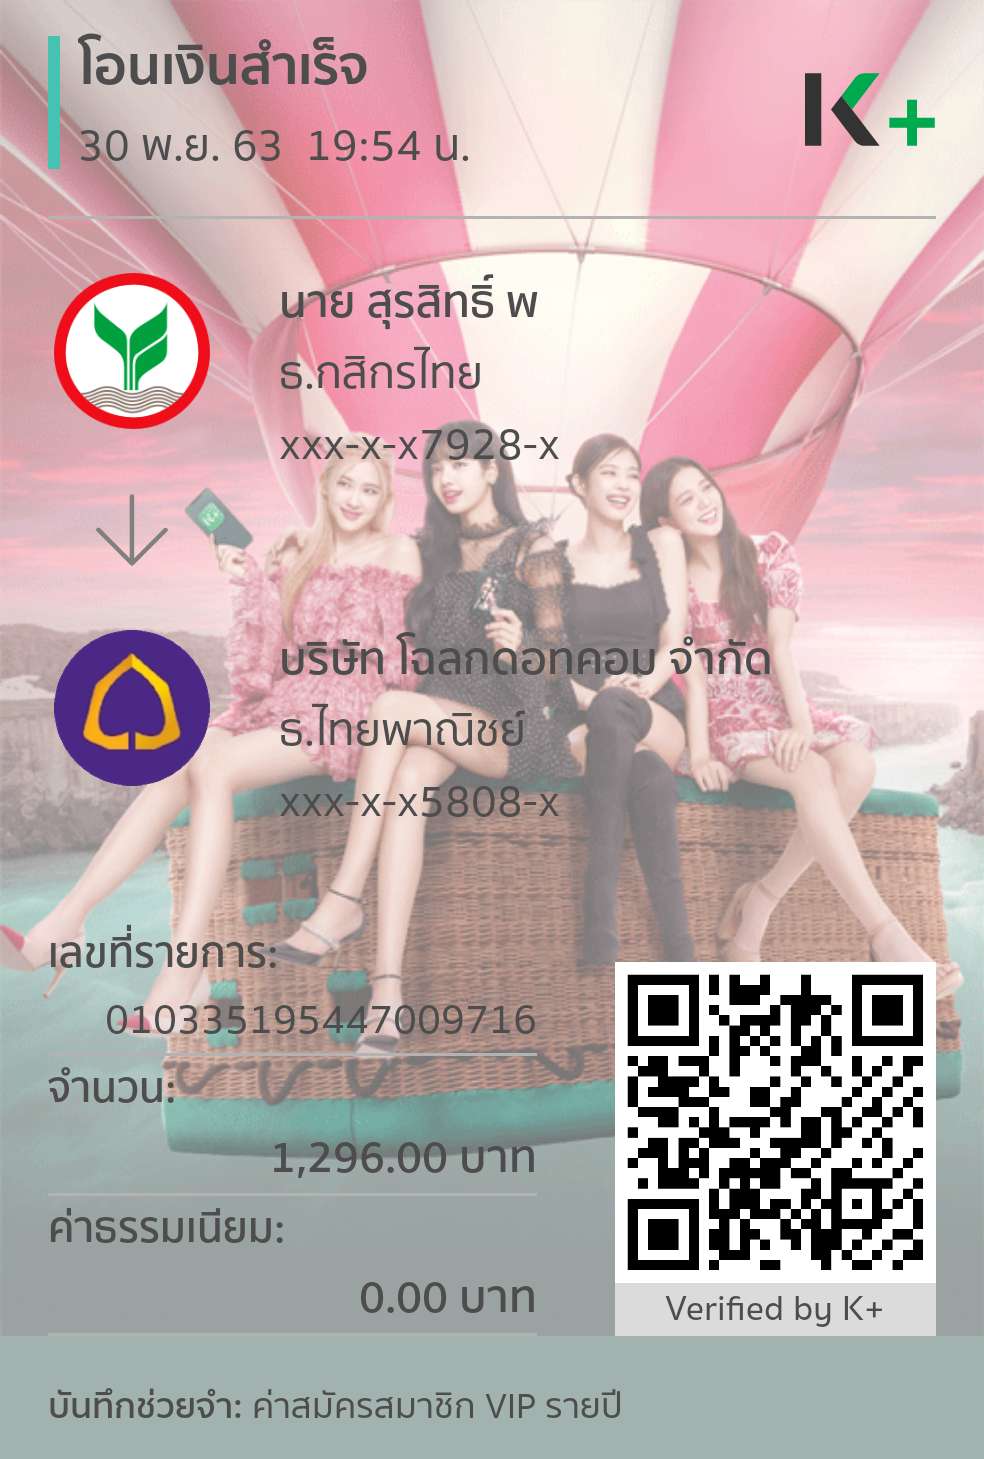 โอนเงินสำเร็จ
30 พ.ย. 63 19:54 น.
K+
นาย สุรสิทธิ์ พ
ธ.กสิกรไทย
xxx-x-x7928-x
บริษัท โฉลกดอทคอม จำกัด
ธ.ไทยพาณิชย์
xxx-x-x5808-x
เลขที่รายการ:
010335195447009716
จำนวน:
1,296.00 บาท
ค่าธรรมเนียม:
0.00 บาท
Verified by K+
บันทึกช่วยจำ: ค่าสมัครสมาชิก VIP รายปี